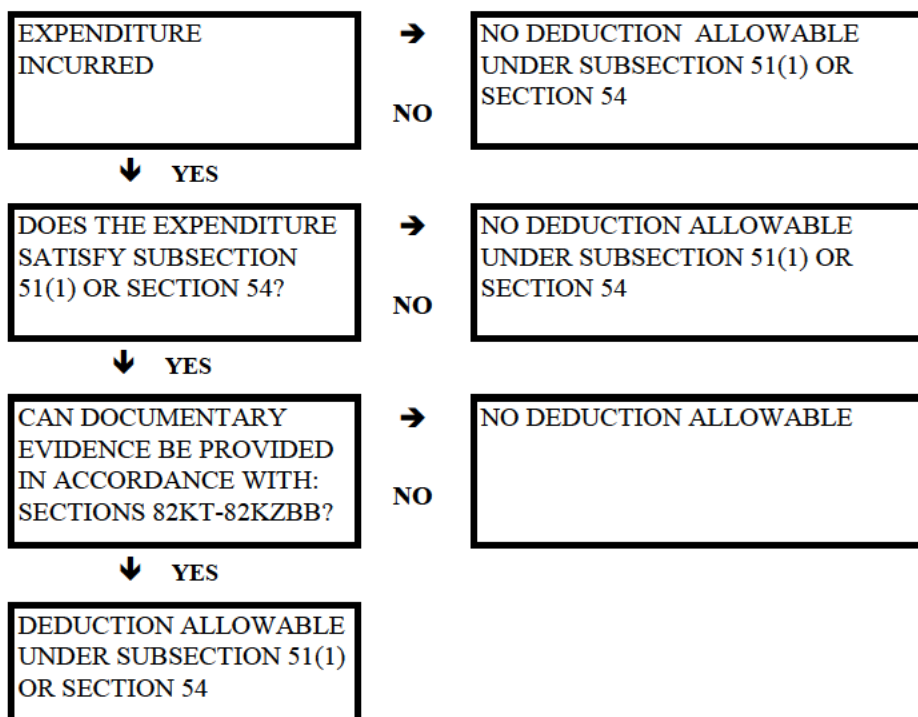 EXPENDITURE
INCURRED
NO
NO DEDUCTION ALLOWABLE
UNDER SUBSECTION 51(1) OR
SECTION 54
YES
DOES THE EXPENDITURE
SATISFY SUBSECTION
51(1) OR SECTION 54?
NO
NO DEDUCTION ALLOWABLE
UNDER SUBSECTION 51(1) OR
SECTION 54
YES
CAN DOCUMENTARY
EVIDENCE BE PROVIDED
IN ACCORDANCE WITH:
SECTIONS 82KT-82KZBB?
NO
NO DEDUCTION ALLOWABLE
YES
DEDUCTION ALLOWABLE
UNDER SUBSECTION 51(1)
OR SECTION 54